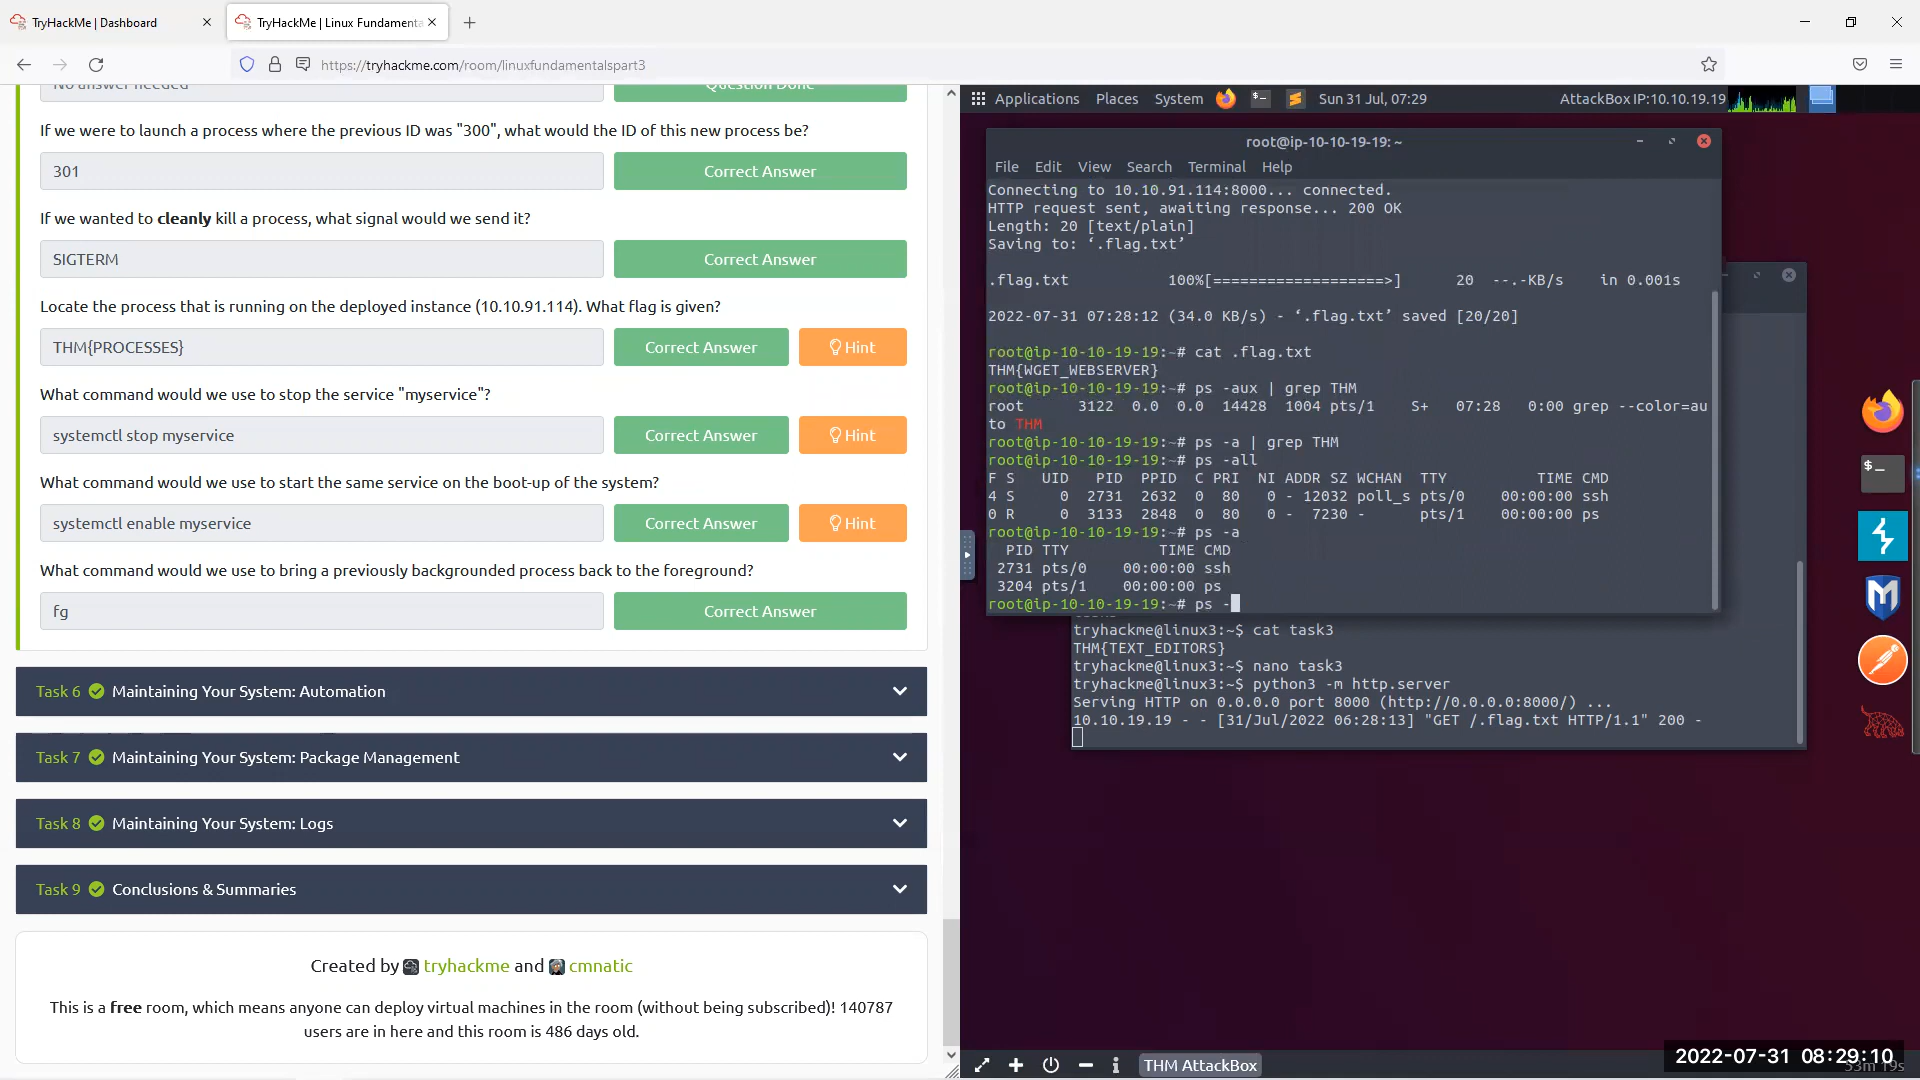 TryHackMe | Dashboard
TryHackMe | Linux Fundamenta
https://tryhackme.com/room/linuxfundamentalspart3
No answer needed
Question Done
If we were to launch a process where the previous ID was "300", what would the ID of this new process be?
301
Correct Answer
If we wanted to cleanly kill a process, what signal would we send it?
SIGTERM
Correct Answer
Locate the process that is running on the deployed instance (10.10.91.114). What flag is given?
THM{PROCESSES}
Correct Answer
Hint
What command would we use to stop the service "myservice"?
systemctl stop myservice
Correct Answer
Hint
What command would we use to start the same service on the boot-up of the system?
systemctl enable myservice
Correct Answer
Hint
What command would we use to bring a previously backgrounded process back to the foreground?
fg
Correct Answer
Task 6 Maintaining Your System: Automation
Task 7 Maintaining Your System: Package Management
Task 8 Maintaining Your System: Logs
Task 9 Conclusions & Summaries
Created by tryhackme and cmnatic
This is a free room, which means anyone can deploy virtual machines in the room (without being subscribed)! 140787
users are in here and this room is 486 days old.
Applications Places System $ _ Sun 31 Jul, 07:29 AttackBox IP:10.10.19.19
root@ip-10-10-19-19: ~
File Edit View Search Terminal Help
Connecting to 10.10.91.114:8000... connected.
HTTP request sent, awaiting response... 200 OK
Length: 20 [text/plain]
Saving to: ‘.flag.txt’
.flag.txt 100%[===================>] 20 --.-KB/s in 0.001s
2022-07-31 07:28:12 (34.0 KB/s) - ‘.flag.txt’ saved [20/20]
root@ip-10-10-19-19:~# cat .flag.txt
THM{WGET_WEBSERVER}
root@ip-10-10-19-19:~# ps -aux | grep THM
root 3122 0.0 0.0 14428 1004 pts/1 S+ 07:28 0:00 grep --color=au
to THM
root@ip-10-10-19-19:~# ps -a | grep THM
root@ip-10-10-19-19:~# ps -all
F S UID PID PPID C PRI NI ADDR SZ WCHAN TTY TIME CMD
4 S 0 2731 2632 0 80 0 - 12032 poll_s pts/0 00:00:00 ssh
0 R 0 3133 2848 0 80 0 - 7230 - pts/1 00:00:00 ps
root@ip-10-10-19-19:~# ps -a
PID TTY TIME CMD
2731 pts/0 00:00:00 ssh
3204 pts/1 00:00:00 ps
root@ip-10-10-19-19:~# ps -
tryhackme@linux3:~$ cat task3
THM{TEXT_EDITORS}
tryhackme@linux3:~$ nano task3
tryhackme@linux3:~$ python3 -m http.server
Serving HTTP on 0.0.0.0 port 8000 (http://0.0.0.0:8000/) ...
10.10.19.19 - - [31/Jul/2022 06:28:13] "GET /.flag.txt HTTP/1.1" 200 -
$ _
THM AttackBox
2022-07-31 08:29:10
53m 19s